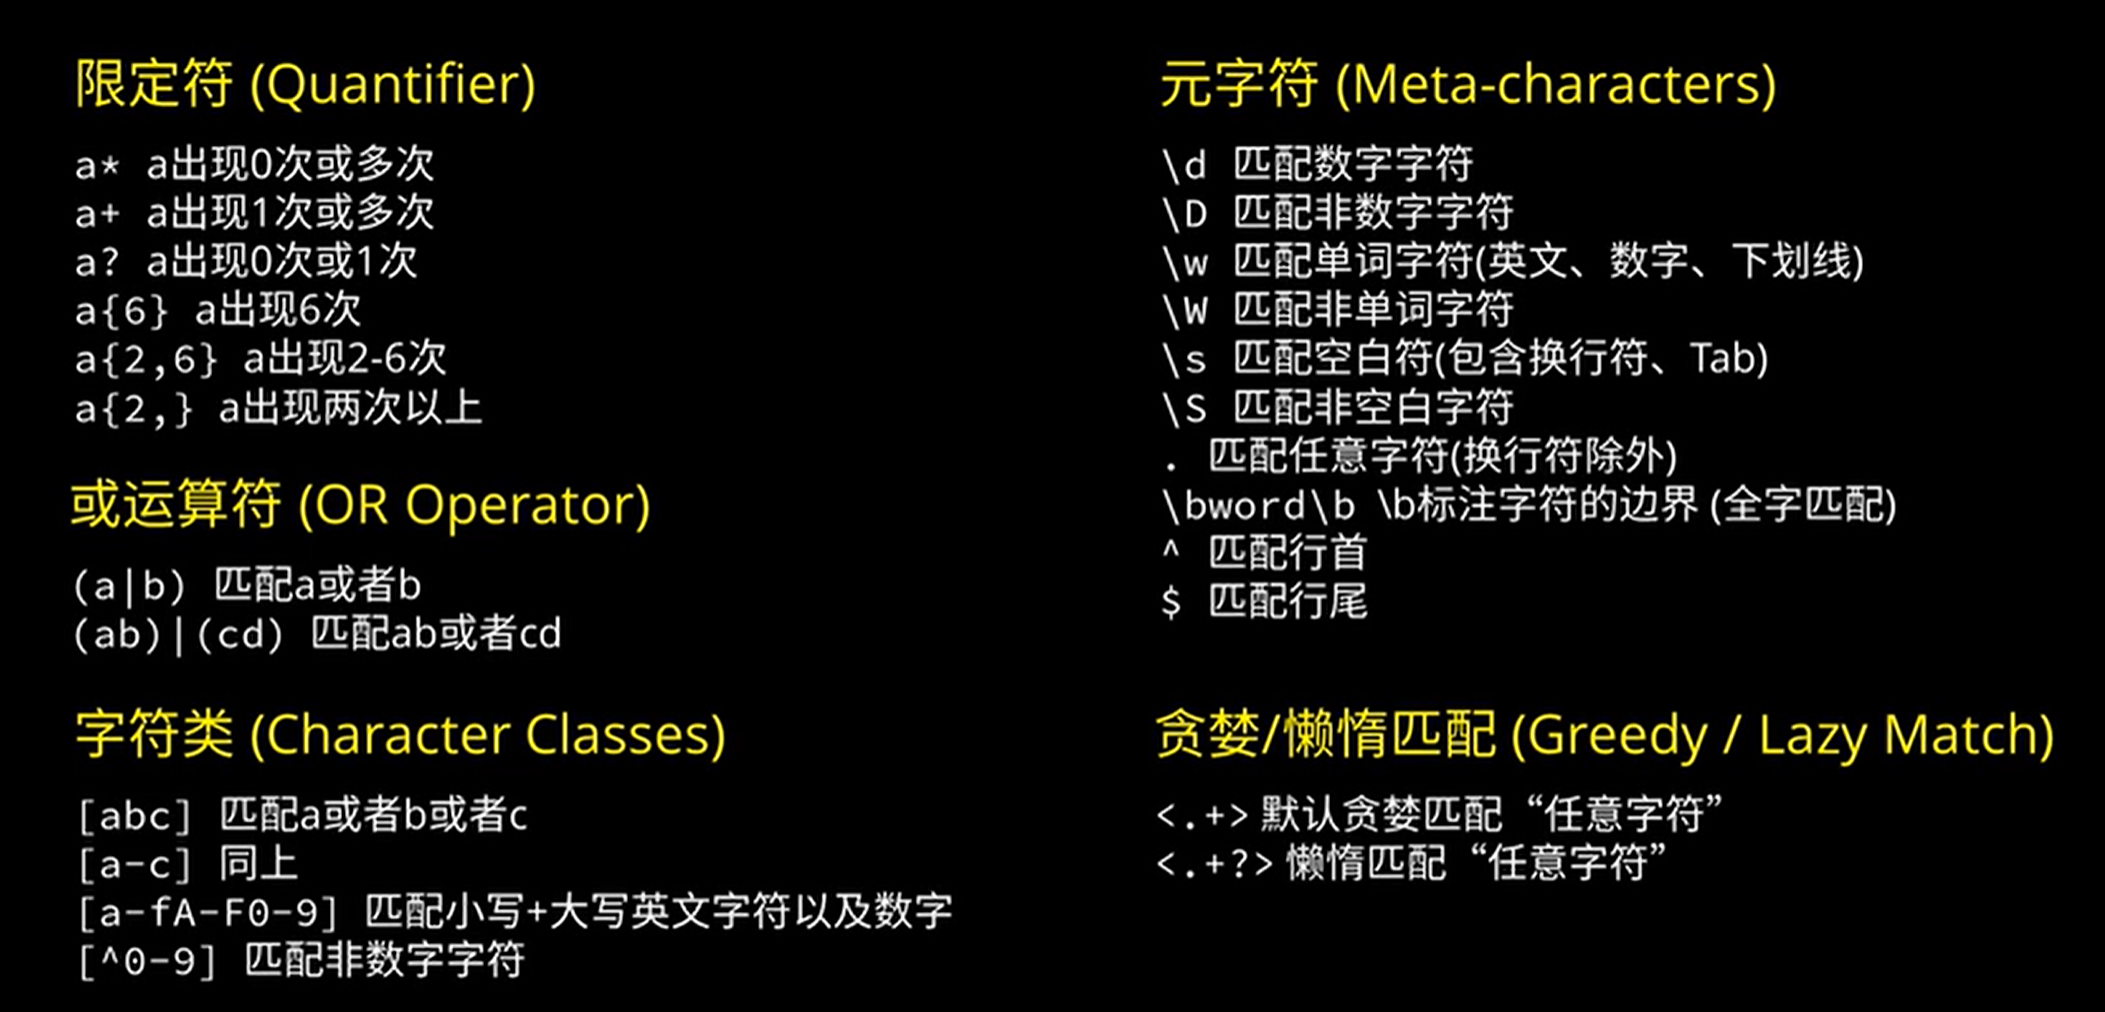 限定符 (Quantifier)
a* a出现0次或多次
a+ a出现1次或多次
a? a出现0次或1次
a{6} a出现6次
a{2,6} a出现2-6次
a{2,} a出现两次以上
或运算符 (OR Operator)
(a|b) 匹配a或者b
(ab)|(cd) 匹配ab或者cd
字符类 (Character Classes)
[abc] 匹配a或者b或者c
[a-c] 同上
[a-fA-F0-9] 匹配小写+大写英文字符以及数字
[^0-9] 匹配非数字字符
元字符 (Meta-characters)
\d 匹配数字字符
\D 匹配非数字字符
\w 匹配单词字符(英文、数字、下划线)
\W 匹配非单词字符
\s 匹配空白符(包含换行符、Tab)
\S 匹配非空白字符
. 匹配任意字符(换行符除外)
\bword\b \b标注字符的边界 (全字匹配)
^ 匹配行首
$ 匹配行尾
贪婪/懒惰匹配 (Greedy / Lazy Match)
<.+> 默认贪婪匹配“任意字符”
<.+?> 懒惰匹配“任意字符”